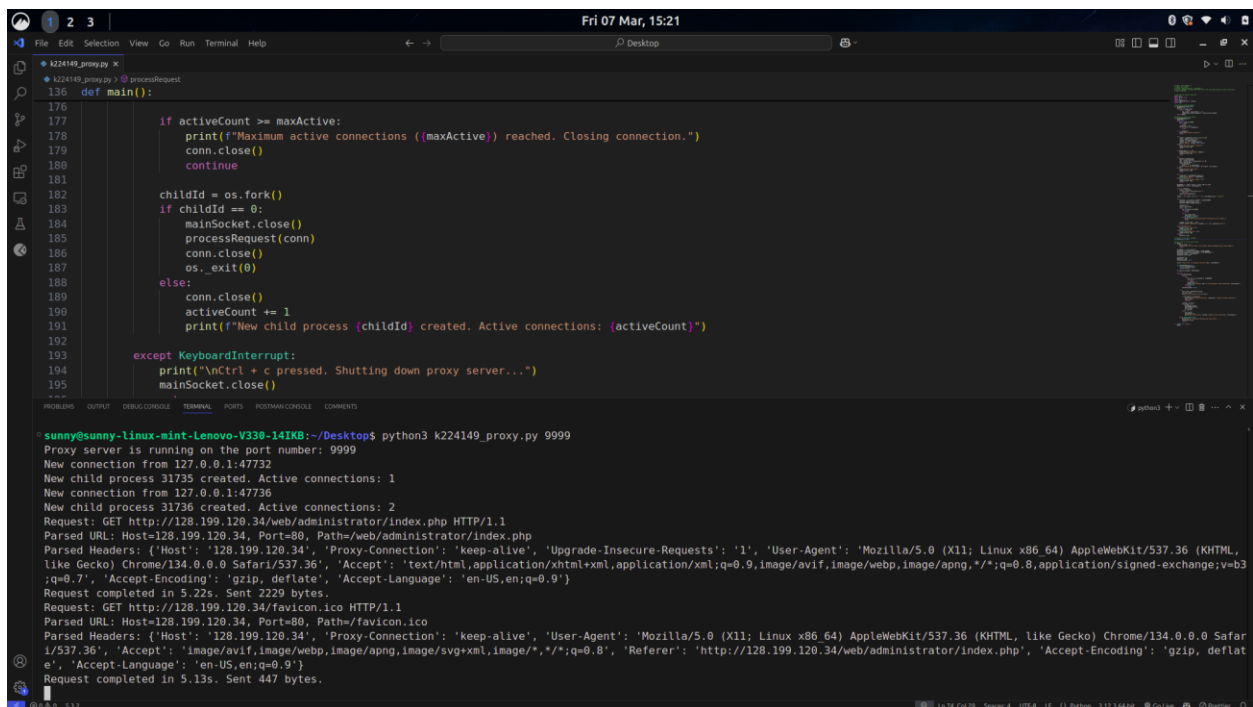 1 2 3
Fri 07 Mar, 15:21
File Edit Selection View Go Run Terminal Help
Desktop
k224149_proxy.py ×
k224149_proxy.py > processRequest
136 def main():
176
177 if activeCount >= maxActive:
178 print(f"Maximum active connections ({maxActive}) reached. Closing connection.")
179 conn.close()
180 continue
181
182 childId = os.fork()
183 if childId == 0:
184 mainSocket.close()
185 processRequest(conn)
186 conn.close()
187 os._exit(0)
188 else:
189 conn.close()
190 activeCount += 1
191 print(f"New child process {childId} created. Active connections: {activeCount}")
192
193 except KeyboardInterrupt:
194 print("\nCtrl + c pressed. Shutting down proxy server...")
195 mainSocket.close()
PROBLEMS OUTPUT DEBUG CONSOLE TERMINAL PORTS POSTMAN CONSOLE COMMENTS
python3
sunny@sunny-linux-mint-Lenovo-V330-14IKB:~/Desktop$ python3 k224149_proxy.py 9999
Proxy server is running on the port number: 9999
New connection from 127.0.0.1:47732
New child process 31735 created. Active connections: 1
New connection from 127.0.0.1:47736
New child process 31736 created. Active connections: 2
Request: GET http://128.199.120.34/web/administrator/index.php HTTP/1.1
Parsed URL: Host=128.199.120.34, Port=80, Path=/web/administrator/index.php
Parsed Headers: {'Host': '128.199.120.34', 'Proxy-Connection': 'keep-alive', 'Upgrade-Insecure-Requests': '1', 'User-Agent': 'Mozilla/5.0 (X11; Linux x86_64) AppleWebKit/537.36 (KHTML,
like Gecko) Chrome/134.0.0.0 Safari/537.36', 'Accept': 'text/html,application/xhtml+xml,application/xml;q=0.9,image/avif,image/webp,image/apng,*/*;q=0.8,application/signed-exchange;v=b3
;q=0.7', 'Accept-Encoding': 'gzip, deflate', 'Accept-Language': 'en-US,en;q=0.9'}
Request completed in 5.22s. Sent 2229 bytes.
Request: GET http://128.199.120.34/favicon.ico HTTP/1.1
Parsed URL: Host=128.199.120.34, Port=80, Path=/favicon.ico
Parsed Headers: {'Host': '128.199.120.34', 'Proxy-Connection': 'keep-alive', 'User-Agent': 'Mozilla/5.0 (X11; Linux x86_64) AppleWebKit/537.36 (KHTML, like Gecko) Chrome/134.0.0.0 Safar
i/537.36', 'Accept': 'image/avif,image/webp,image/apng,image/svg+xml,image/*,*/*;q=0.8', 'Referer': 'http://128.199.120.34/web/administrator/index.php', 'Accept-Encoding': 'gzip, deflat
e', 'Accept-Language': 'en-US,en;q=0.9'}
Request completed in 5.13s. Sent 447 bytes.